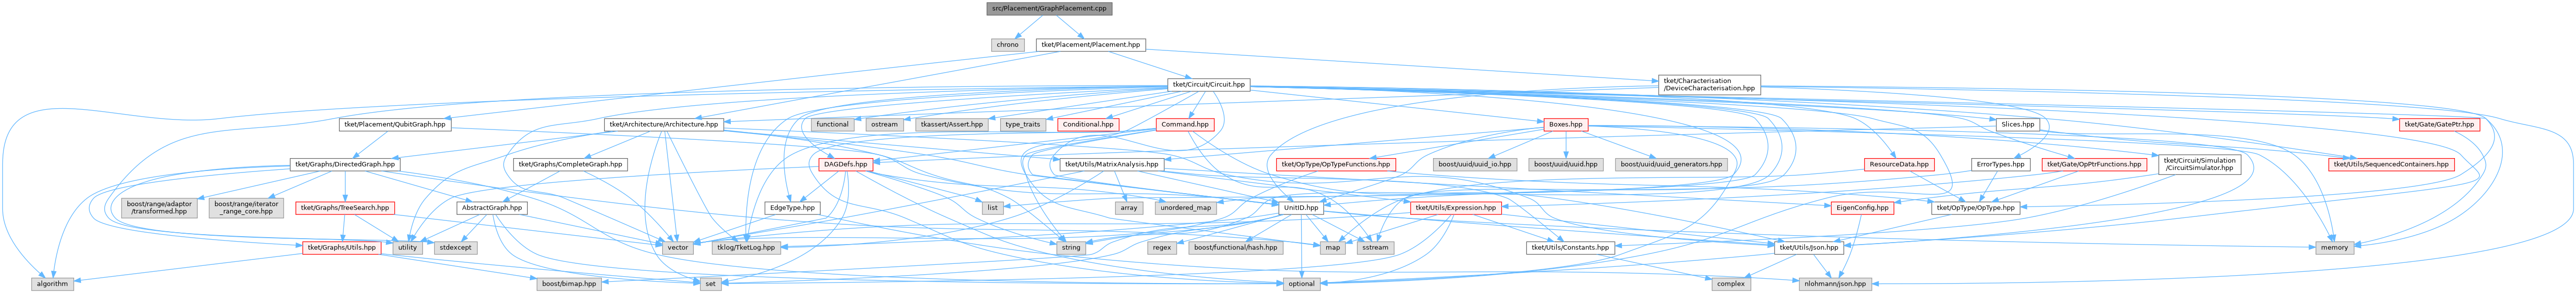 src/Placement/GraphPlacement.cpp
chrono
tket/Placement/Placement.hpp
tket/Circuit/Circuit.hpp
tket/Characterisation
/DeviceCharacterisation.hpp
tket/Placement/QubitGraph.hpp
tket/Architecture/Architecture.hpp
functional
ostream
tkassert/Assert.hpp
type_traits
Conditional.hpp
Command.hpp
Boxes.hpp
Slices.hpp
tket/Gate/GatePtr.hpp
tket/Graphs/DirectedGraph.hpp
tket/Graphs/CompleteGraph.hpp
DAGDefs.hpp
tket/Utils/MatrixAnalysis.hpp
tket/OpType/OpTypeFunctions.hpp
boost/uuid/uuid_io.hpp
boost/uuid/uuid.hpp
boost/uuid/uuid_generators.hpp
ResourceData.hpp
ErrorTypes.hpp
tket/Gate/OpPtrFunctions.hpp
tket/Circuit/Simulation
/CircuitSimulator.hpp
tket/Utils/SequencedContainers.hpp
boost/range/adaptor
/transformed.hpp
boost/range/iterator
_range_core.hpp
tket/Graphs/TreeSearch.hpp
AbstractGraph.hpp
EdgeType.hpp
list
array
unordered_map
UnitID.hpp
tket/Utils/Expression.hpp
EigenConfig.hpp
tket/OpType/OpType.hpp
tket/Graphs/Utils.hpp
utility
stdexcept
vector
tklog/TketLog.hpp
string
regex
boost/functional/hash.hpp
map
sstream
tket/Utils/Constants.hpp
tket/Utils/Json.hpp
memory
algorithm
boost/bimap.hpp
set
optional
complex
nlohmann/json.hpp